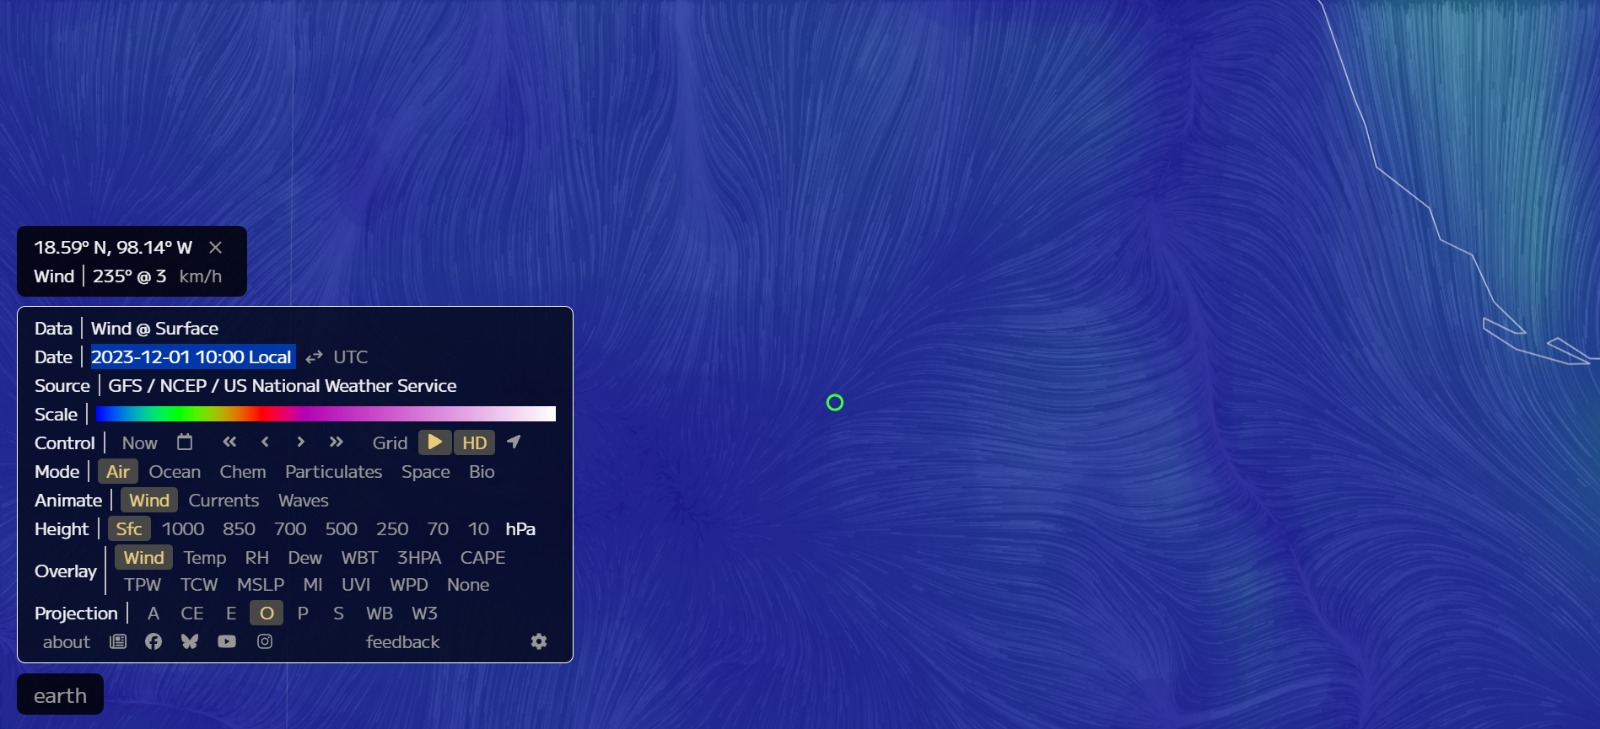 18.59° N, 98.14° W ×
Wind | 235° @ 3 km/h
Data | Wind @ Surface
Date | 2023-12-01 10:00 Local ⇄ UTC
Source | GFS / NCEP / US National Weather Service
Scale |
Control | Now « ‹ › » Grid HD
Mode | Air Ocean Chem Particulates Space Bio
Animate | Wind Currents Waves
Height | Sfc 1000 850 700 500 250 70 10 hPa
Overlay | Wind Temp RH Dew WBT 3HPA CAPE
TPW TCW MSLP MI UVI WPD None
Projection | A CE E O P S WB W3
about feedback
earth